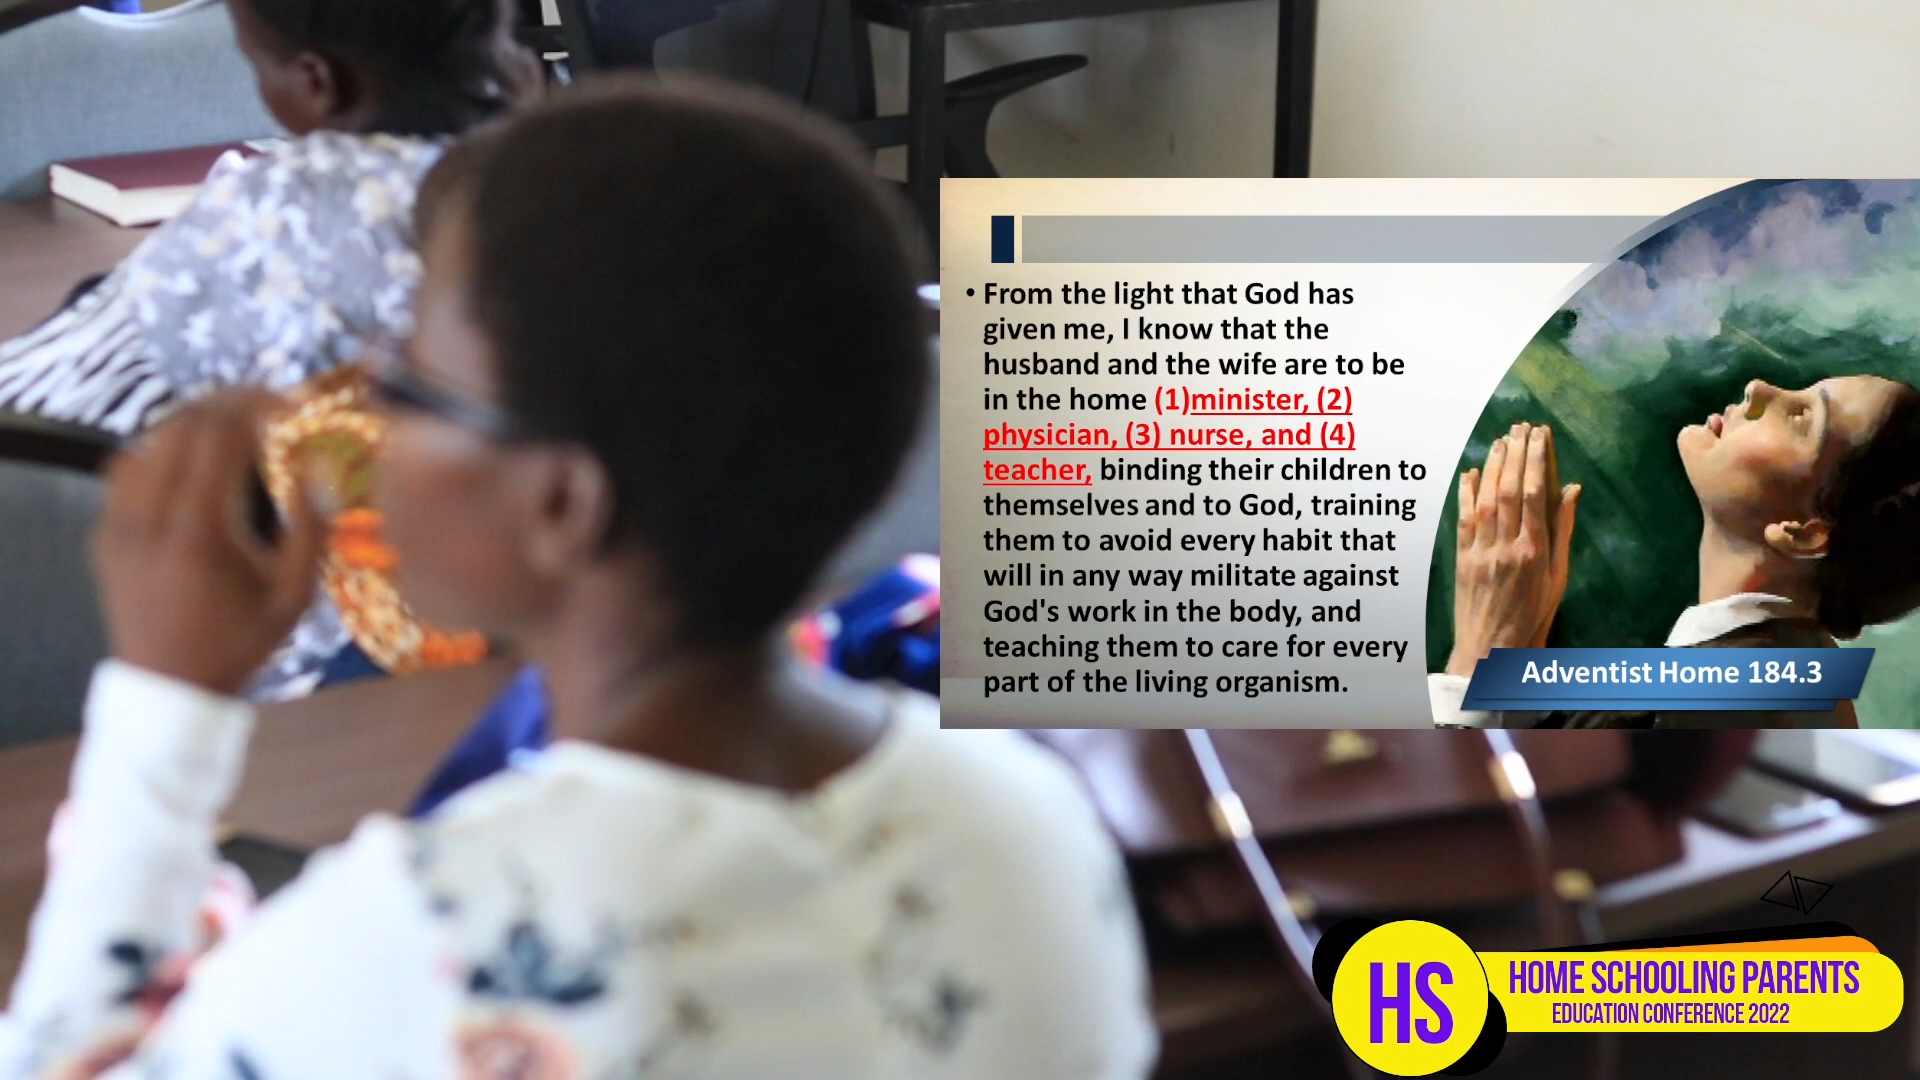 • From the light that God has
given me, I know that the
husband and the wife are to be
in the home (1)minister, (2)
physician, (3) nurse, and (4)
teacher, binding their children to
themselves and to God, training
them to avoid every habit that
will in any way militate against
God's work in the body, and
teaching them to care for every
part of the living organism.
Adventist Home 184.3
HS
HOME SCHOOLING PARENTS
EDUCATION CONFERENCE 2022